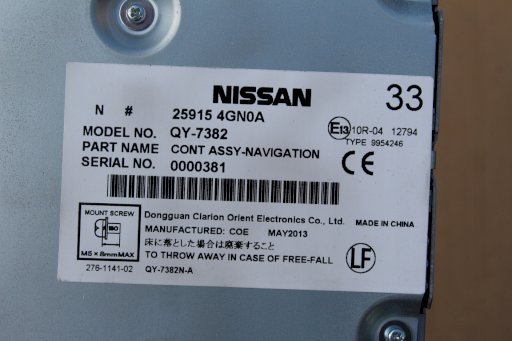 NISSAN 33
N # 25915 4GN0A
MODEL NO. QY-7382
PART NAME CONT ASSY-NAVIGATION
SERIAL NO. 0000381
E13 10R-04 12794
TYPE 9954246
CE
MOUNT SCREW
ISO
M5×8mmMAX
276-1141-02
Dongguan Clarion Orient Electronics Co., Ltd. MADE IN CHINA
MANUFACTURED: COE MAY2013
床に落とした場合は廃棄すること
TO THROW AWAY IN CASE OF FREE-FALL
QY-7382N-A
LF